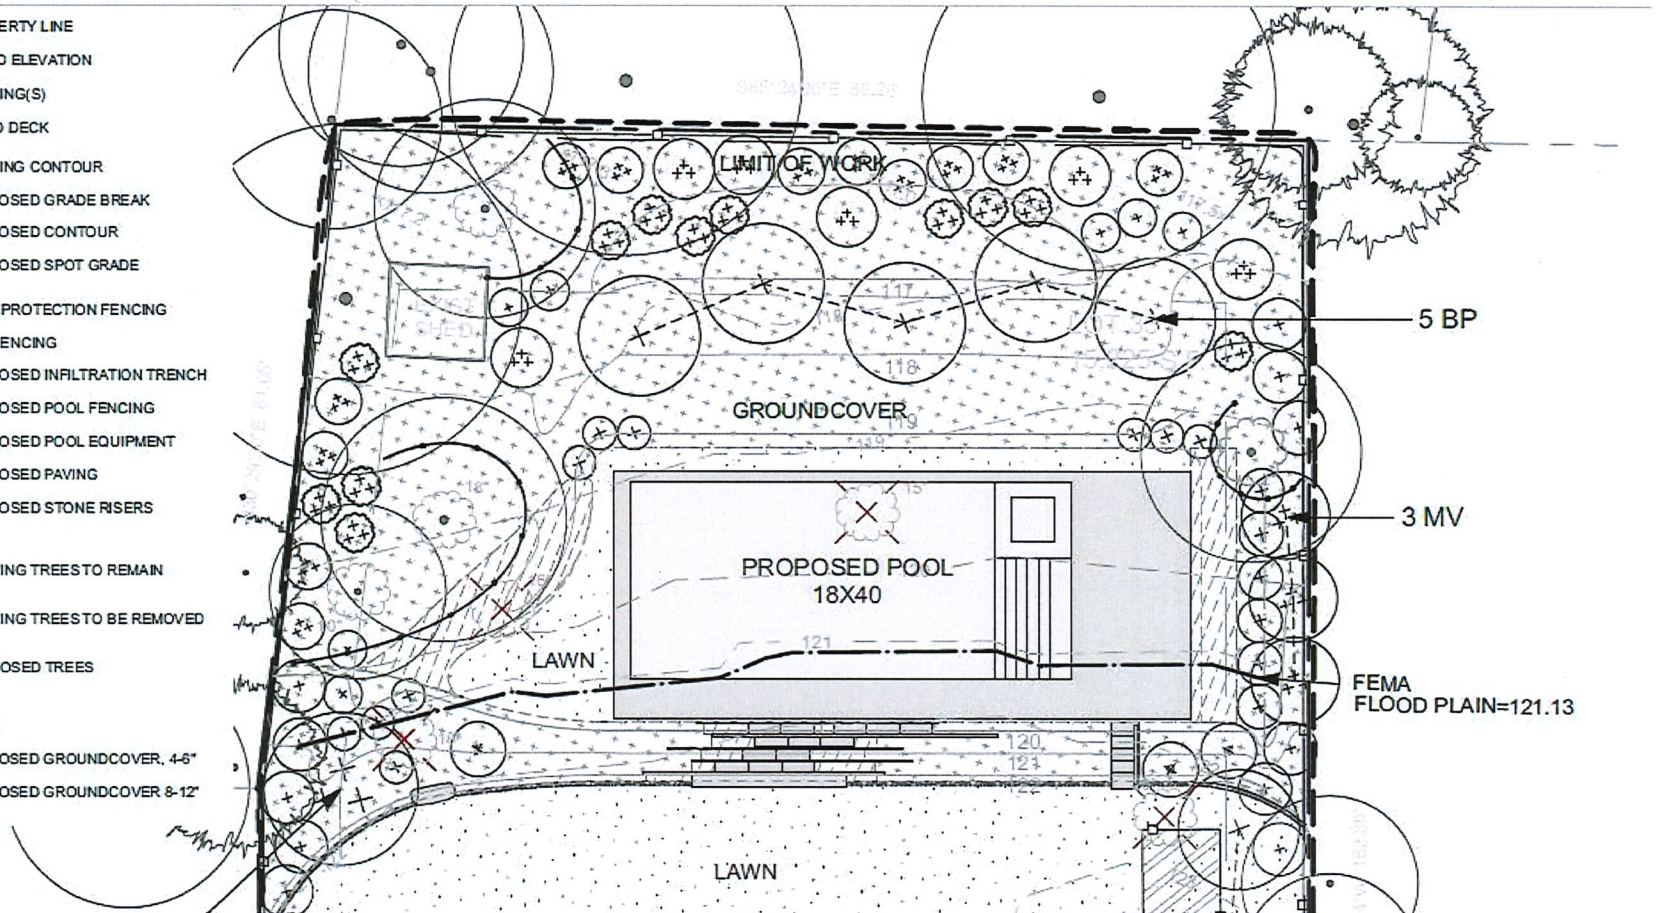 ERTY LINE
D ELEVATION
ING(S)
D DECK
ING CONTOUR
OSED GRADE BREAK
OSED CONTOUR
OSED SPOT GRADE
PROTECTION FENCING
ENCING
OSED INFILTRATION TRENCH
OSED POOL FENCING
OSED POOL EQUIPMENT
OSED PAVING
OSED STONE RISERS
ING TREES TO REMAIN
ING TREES TO BE REMOVED
OSED TREES
OSED GROUNDCOVER, 4-6"
OSED GROUNDCOVER 8-12"
LIMIT OF WORK
117
SHED
5 BP
118
GROUNDCOVER
119
119
18"
15"
3 MV
PROPOSED POOL
18X40
121
LAWN
FEMA
FLOOD PLAIN=121.13
120
121
122
LAWN